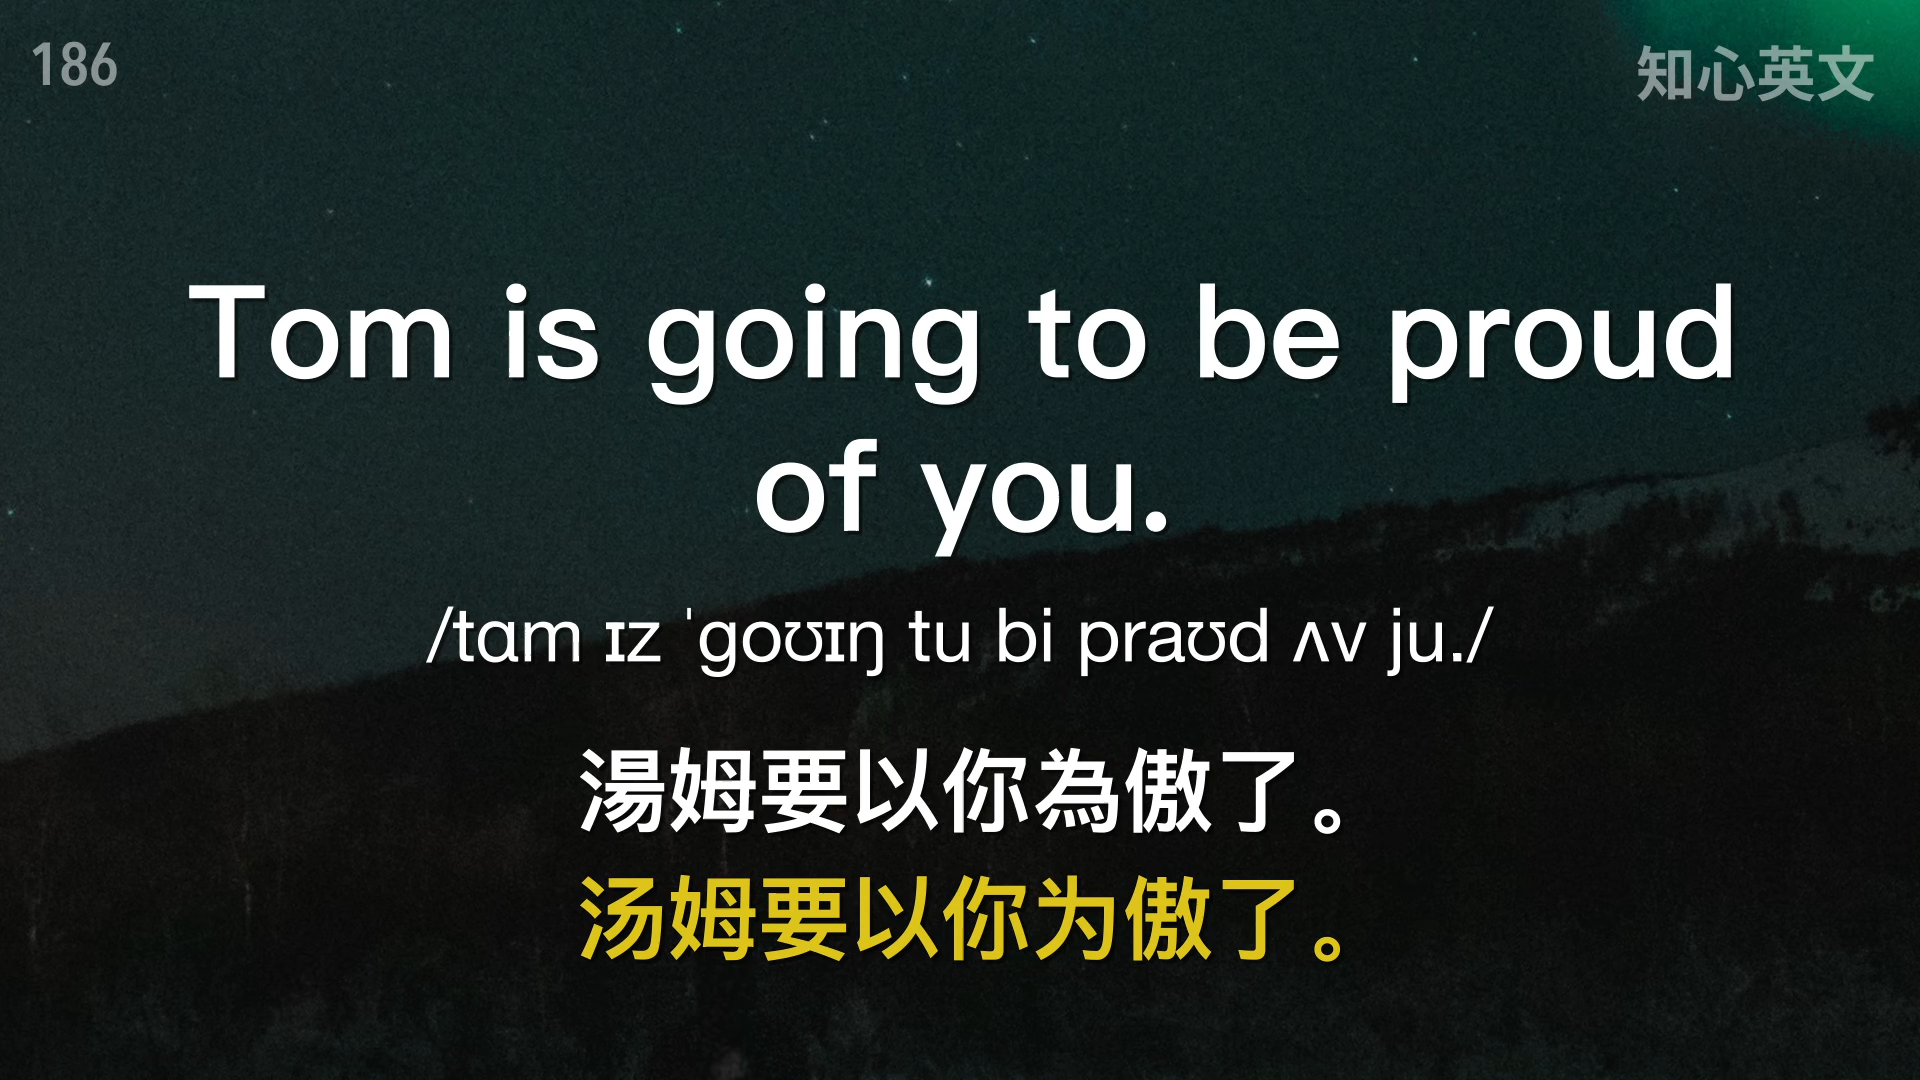 186
知心英文
Tom is going to be proud
of you.
/tɑm ɪz ˈɡoʊɪŋ tu bi praʊd ʌv ju./
湯姆要以你為傲了。
汤姆要以你为傲了。